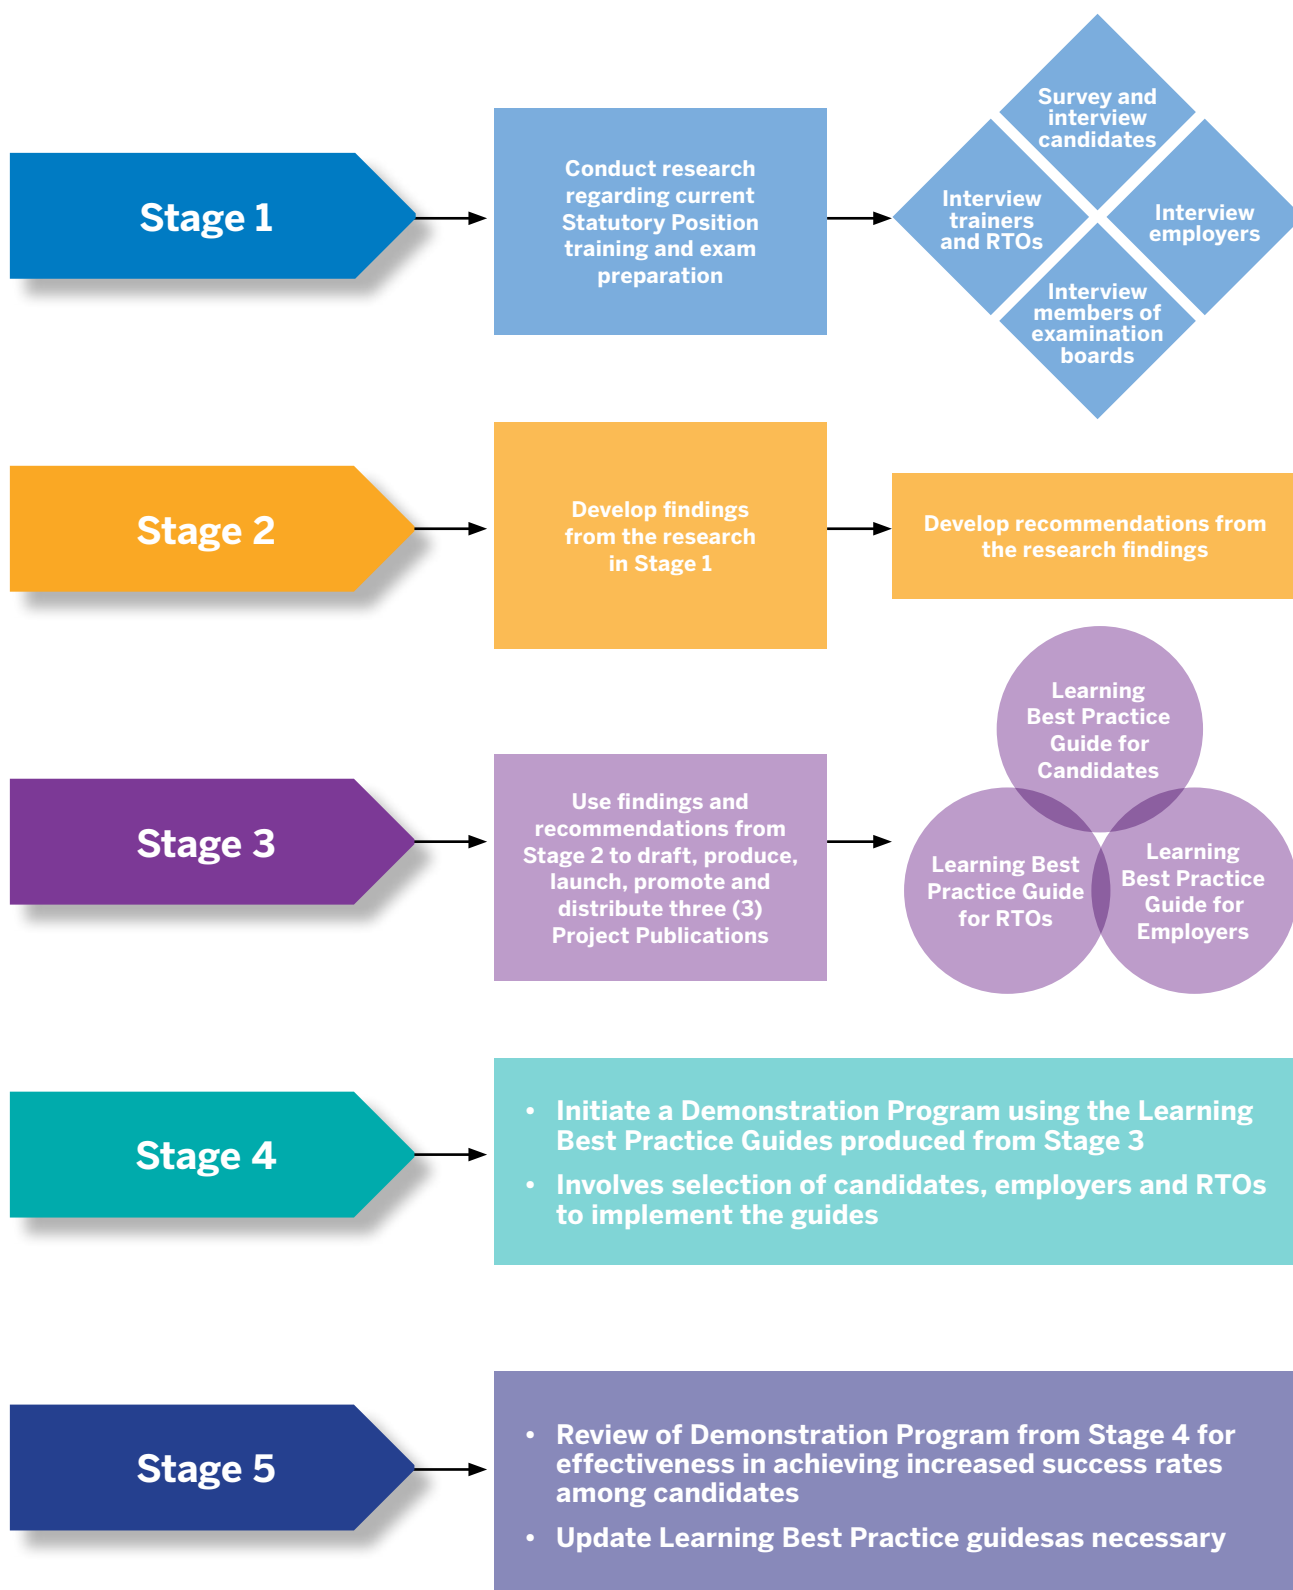 Stage 1
Conduct research
regarding current
Statutory Position
training and exam
preparation
Survey and
interview
candidates
Interview
trainers
and RTOs
Interview
employers
Interview
members of
examination
boards
Stage 2
Develop findings
from the research
in Stage 1
Develop recommendations from
the research findings
Stage 3
Use findings and
recommendations from
Stage 2 to draft, produce,
launch, promote and
distribute three (3)
Project Publications
Learning
Best Practice
Guide for
Candidates
Learning Best
Practice Guide
for RTOs
Learning
Best Practice
Guide for
Employers
Stage 4
• Initiate a Demonstration Program using the Learning
Best Practice Guides produced from Stage 3
• Involves selection of candidates, employers and RTOs
to implement the guides
Stage 5
• Review of Demonstration Program from Stage 4 for
effectiveness in achieving increased success rates
among candidates
• Update Learning Best Practice guidesas necessary